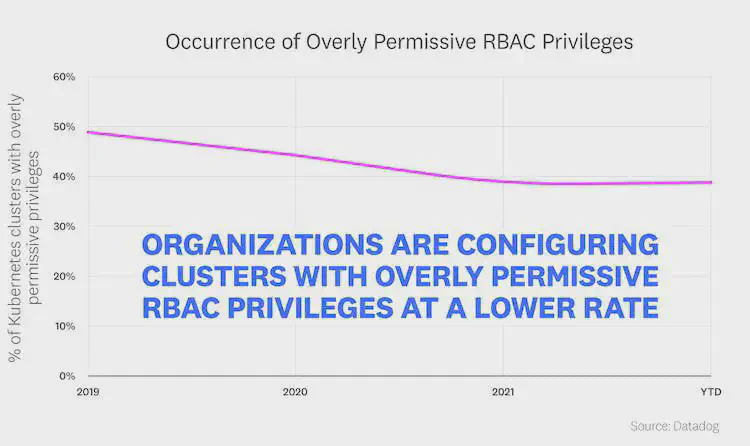 Occurrence of Overly Permissive RBAC Privileges
% of Kubernetes clusters with overly
permissive privileges
60%
50%
40%
30%
20%
10%
0%
ORGANIZATIONS ARE CONFIGURING
CLUSTERS WITH OVERLY PERMISSIVE
RBAC PRIVILEGES AT A LOWER RATE
2019
2020
2021
YTD
Source: Datadog